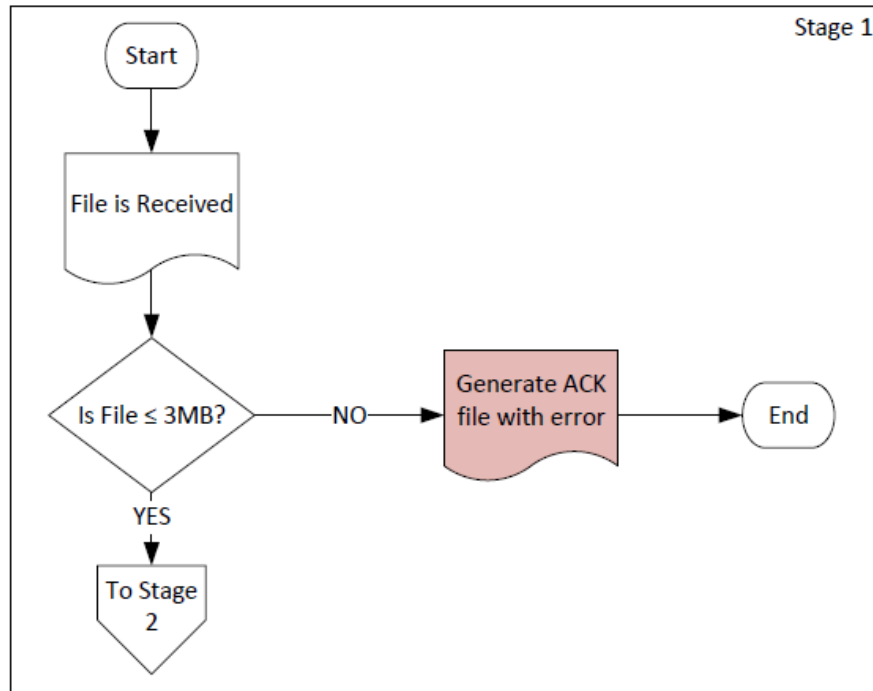 Stage 1
Start
File is Received
Is File ≤ 3MB?
NO
Generate ACK
file with error
End
YES
To Stage
2